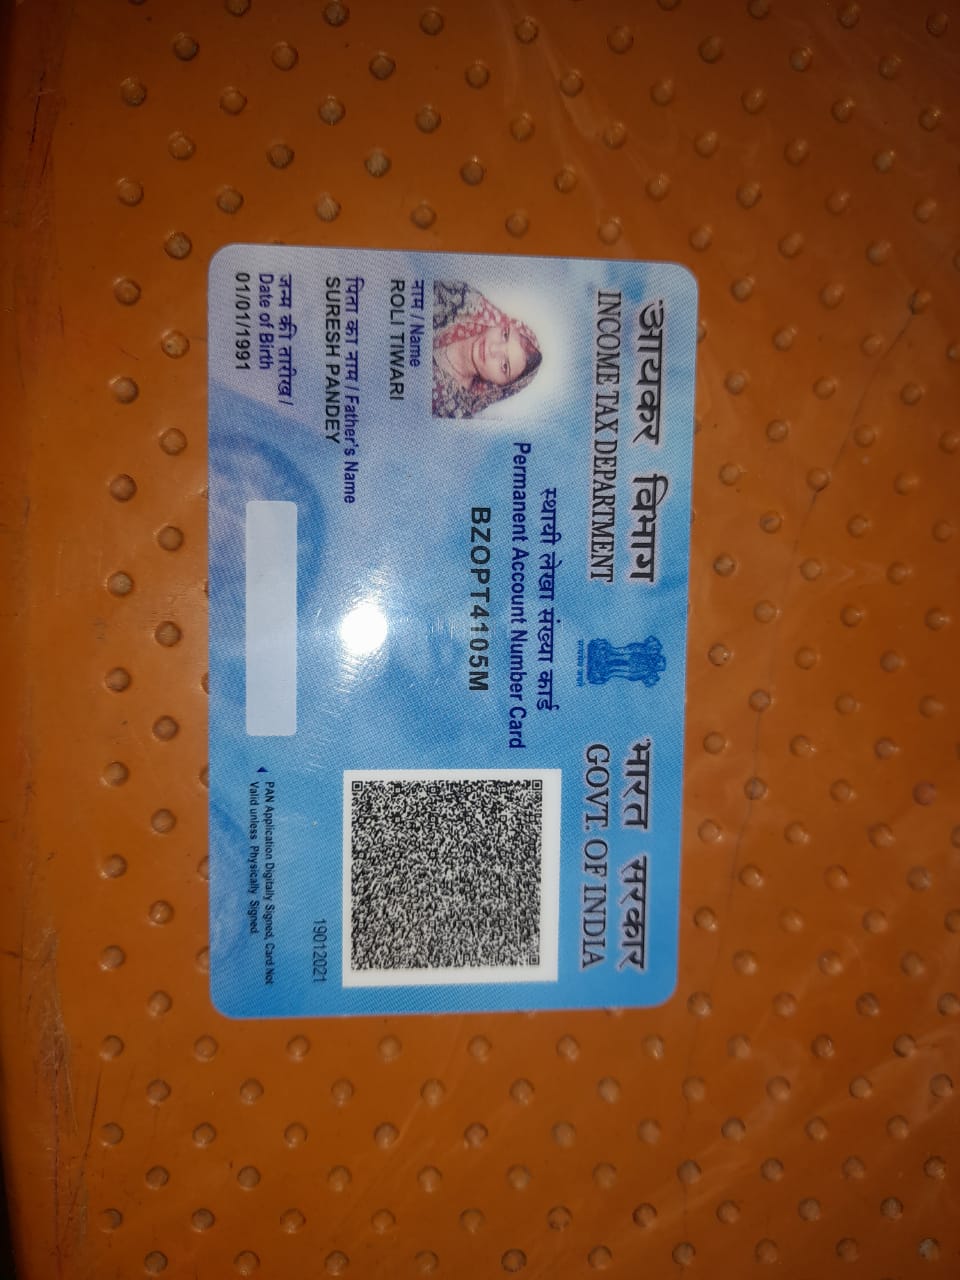 आयकर विभाग
INCOME TAX DEPARTMENT
सत्यमेव जयते
भारत सरकार
GOVT. OF INDIA
स्थायी लेखा संख्या कार्ड
Permanent Account Number Card
BZOPT4105M
नाम / Name
ROLI TIWARI
पिता का नाम / Father's Name
SURESH PANDEY
जन्म की तारीख /
Date of Birth
01/01/1991
19012021
PAN Application Digitally Signed, Card Not
Valid unless Physically Signed